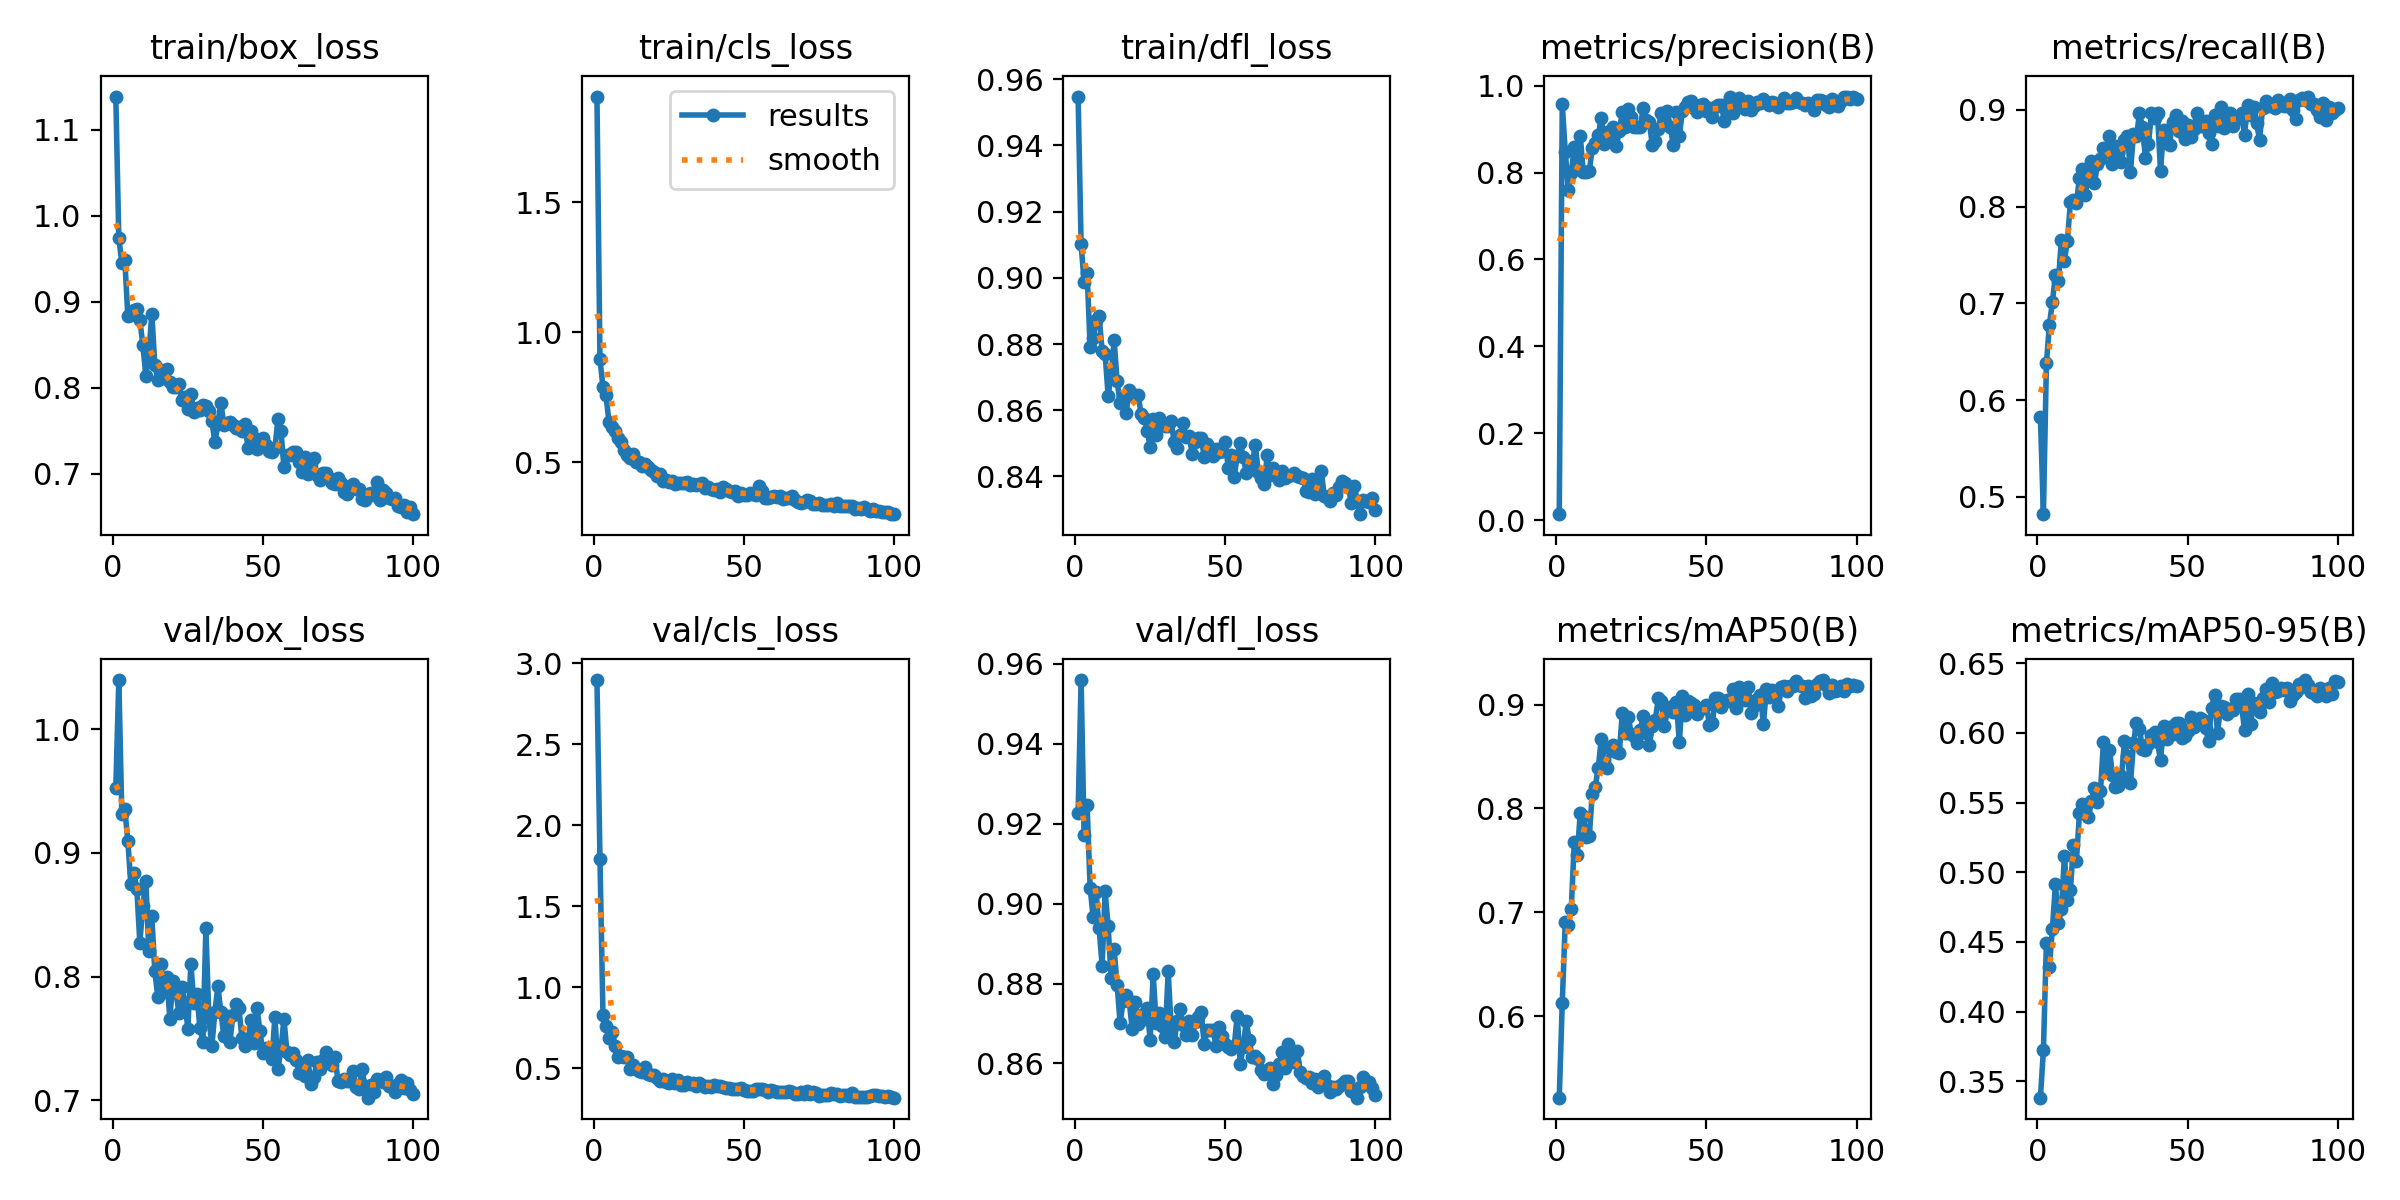 train/box_loss
1.1
1.0
0.9
0.8
0.7
0 50 100
train/cls_loss
results
smooth
1.5
1.0
0.5
0 50 100
train/dfl_loss
0.96
0.94
0.92
0.90
0.88
0.86
0.84
0 50 100
metrics/precision(B)
1.0
0.8
0.6
0.4
0.2
0.0
0 50 100
metrics/recall(B)
0.9
0.8
0.7
0.6
0.5
0 50 100
val/box_loss
1.0
0.9
0.8
0.7
0 50 100
val/cls_loss
3.0
2.5
2.0
1.5
1.0
0.5
0 50 100
val/dfl_loss
0.96
0.94
0.92
0.90
0.88
0.86
0 50 100
metrics/mAP50(B)
0.9
0.8
0.7
0.6
0 50 100
metrics/mAP50-95(B)
0.65
0.60
0.55
0.50
0.45
0.40
0.35
0 50 100